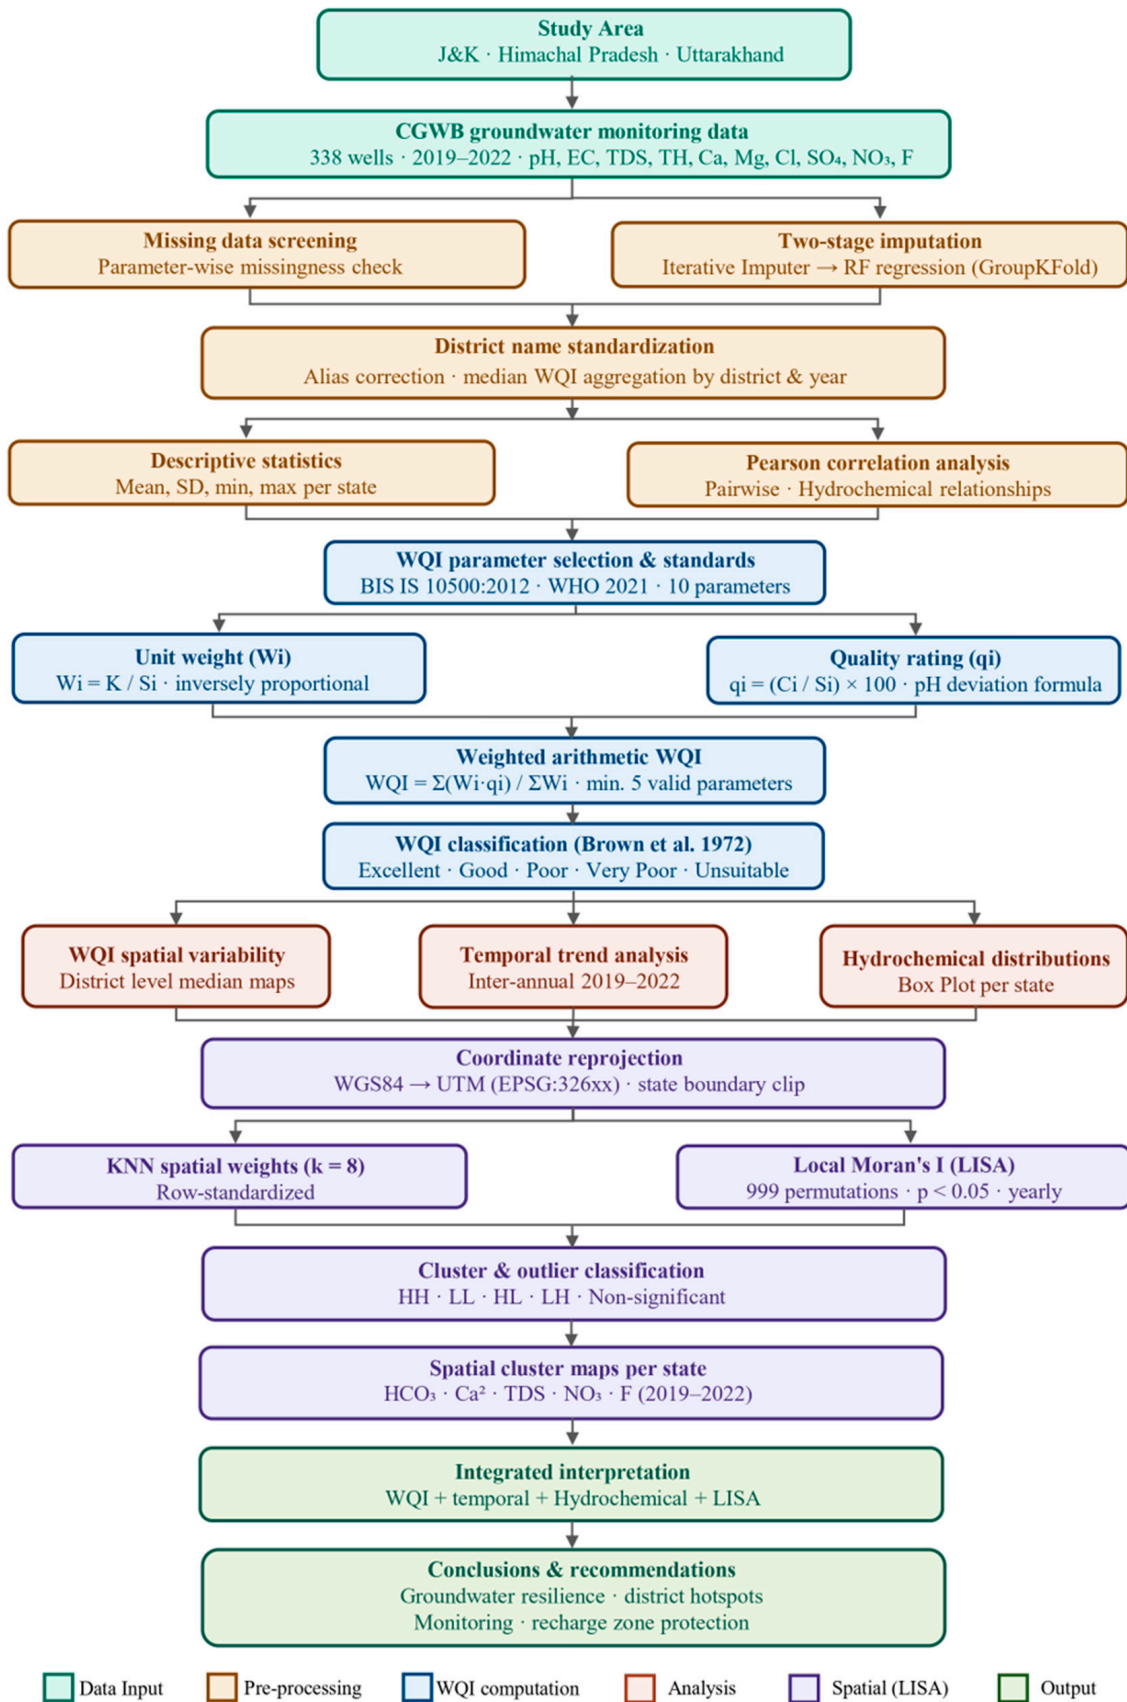 Study Area
J&K · Himachal Pradesh · Uttarakhand
CGWB groundwater monitoring data
338 wells · 2019–2022 · pH, EC, TDS, TH, Ca, Mg, Cl, SO₄, NO₃, F
Missing data screening
Parameter-wise missingness check
Two-stage imputation
Iterative Imputer → RF regression (GroupKFold)
District name standardization
Alias correction · median WQI aggregation by district & year
Descriptive statistics
Mean, SD, min, max per state
Pearson correlation analysis
Pairwise · Hydrochemical relationships
WQI parameter selection & standards
BIS IS 10500:2012 · WHO 2021 · 10 parameters
Unit weight (Wi)
Wi = K / Si · inversely proportional
Quality rating (qi)
qi = (Ci / Si) × 100 · pH deviation formula
Weighted arithmetic WQI
WQI = Σ(Wi·qi) / ΣWi · min. 5 valid parameters
WQI classification (Brown et al. 1972)
Excellent · Good · Poor · Very Poor · Unsuitable
WQI spatial variability
District level median maps
Temporal trend analysis
Inter-annual 2019–2022
Hydrochemical distributions
Box Plot per state
Coordinate reprojection
WGS84 → UTM (EPSG:326xx) · state boundary clip
KNN spatial weights (k = 8)
Row-standardized
Local Moran's I (LISA)
999 permutations · p < 0.05 · yearly
Cluster & outlier classification
HH · LL · HL · LH · Non-significant
Spatial cluster maps per state
HCO₃ · Ca² · TDS · NO₃ · F (2019–2022)
Integrated interpretation
WQI + temporal + Hydrochemical + LISA
Conclusions & recommendations
Groundwater resilience · district hotspots
Monitoring · recharge zone protection
Data Input
Pre-processing
WQI computation
Analysis
Spatial (LISA)
Output